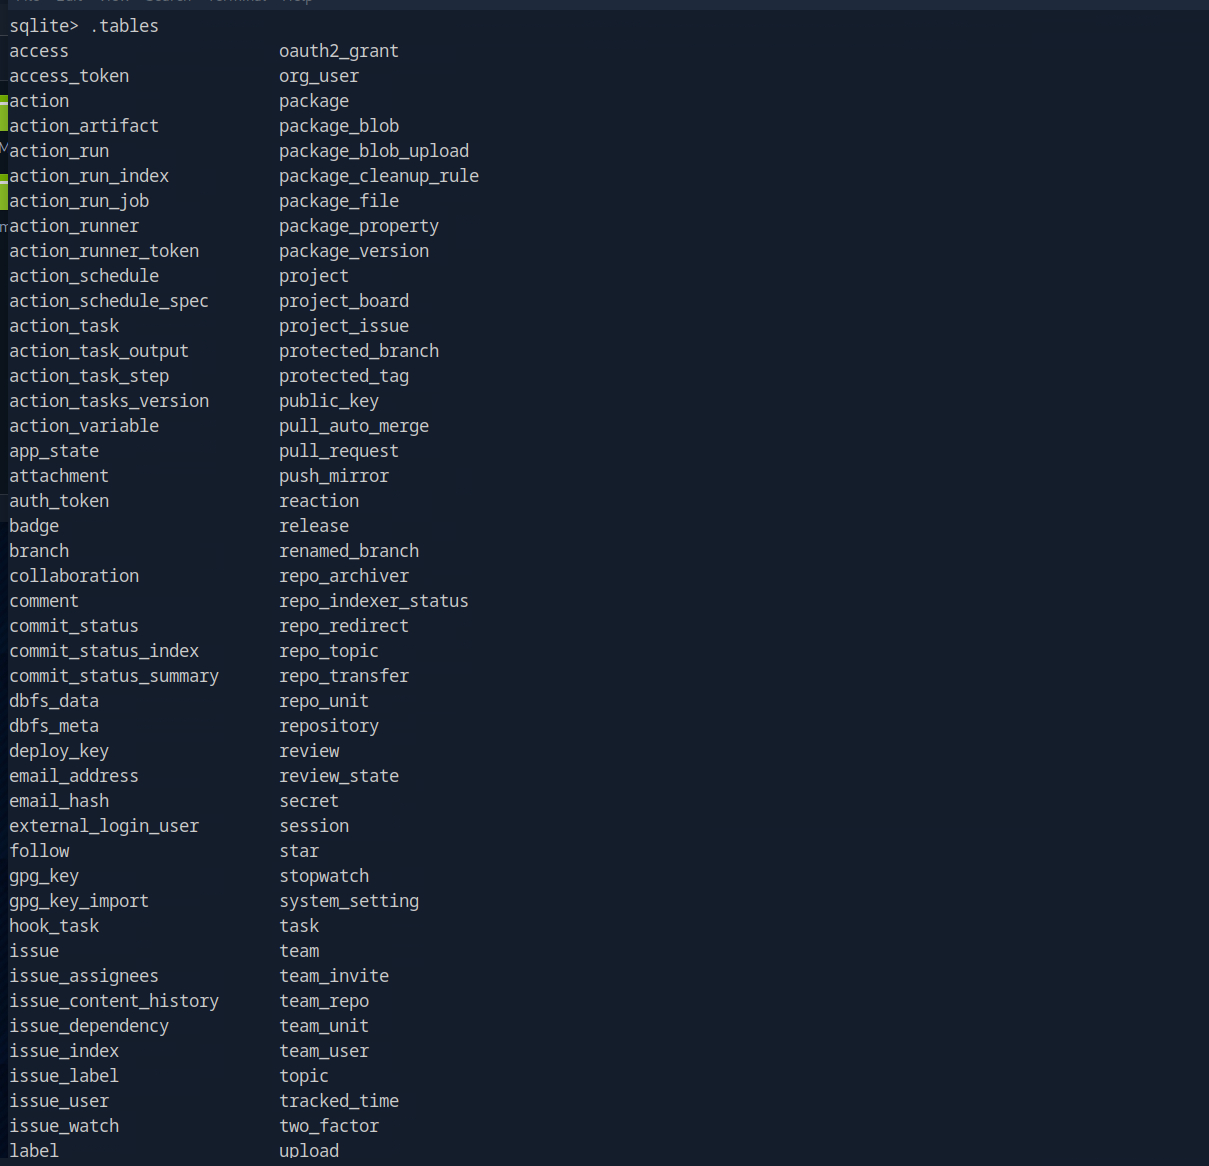 sqlite> .tables
access oauth2_grant
access_token org_user
action package
action_artifact package_blob
action_run package_blob_upload
action_run_index package_cleanup_rule
action_run_job package_file
action_runner package_property
action_runner_token package_version
action_schedule project
action_schedule_spec project_board
action_task project_issue
action_task_output protected_branch
action_task_step protected_tag
action_tasks_version public_key
action_variable pull_auto_merge
app_state pull_request
attachment push_mirror
auth_token reaction
badge release
branch renamed_branch
collaboration repo_archiver
comment repo_indexer_status
commit_status repo_redirect
commit_status_index repo_topic
commit_status_summary repo_transfer
dbfs_data repo_unit
dbfs_meta repository
deploy_key review
email_address review_state
email_hash secret
external_login_user session
follow star
gpg_key stopwatch
gpg_key_import system_setting
hook_task task
issue team
issue_assignees team_invite
issue_content_history team_repo
issue_dependency team_unit
issue_index team_user
issue_label topic
issue_user tracked_time
issue_watch two_factor
label upload